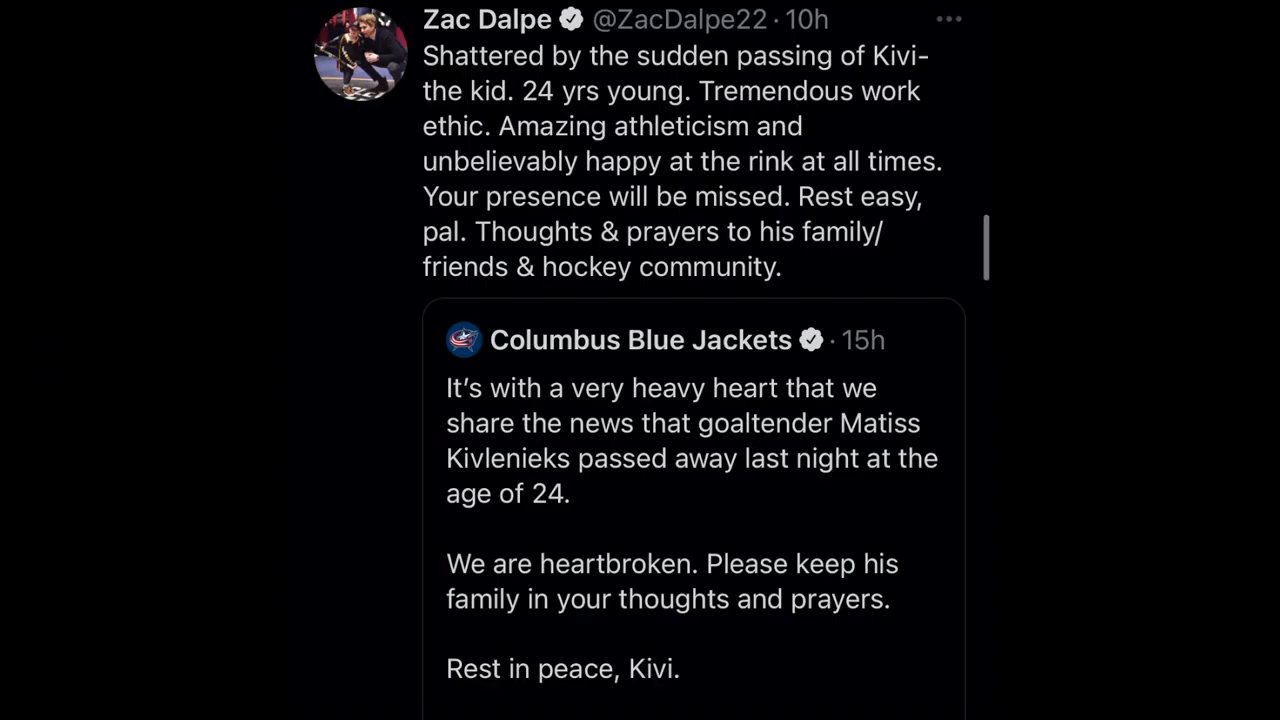 Zac Dalpe @ZacDalpe22 · 10h
Shattered by the sudden passing of Kivi-
the kid. 24 yrs young. Tremendous work
ethic. Amazing athleticism and
unbelievably happy at the rink at all times.
Your presence will be missed. Rest easy,
pal. Thoughts & prayers to his family/
friends & hockey community.
Columbus Blue Jackets · 15h
It’s with a very heavy heart that we
share the news that goaltender Matiss
Kivlenieks passed away last night at the
age of 24.
We are heartbroken. Please keep his
family in your thoughts and prayers.
Rest in peace, Kivi.